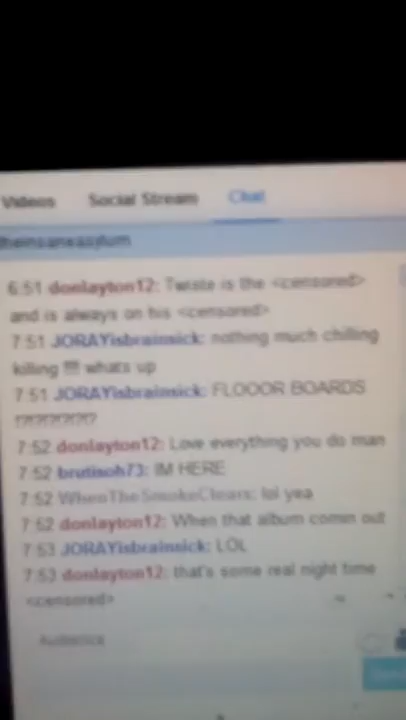 Videos Social Stream Chat
theinsaneasylum
6:51 donlayton12: Twiste is the <censored>
and is always on his <censored>
7:51 JORAYisbrainsick: nothing much chilling
killing !!!! whats up
7:51 JORAYisbrainsick: FLOOOR BOARDS
7:52 donlayton12: Love everything you do man
7:52 brutisoh73: IM HERE
7:52 WhenTheSmokeClears: lol yea
7:52 donlayton12: When that album comin out
7:53 JORAYisbrainsick: LOL
7:53 donlayton12: that's some real night time
<censored>
Audience